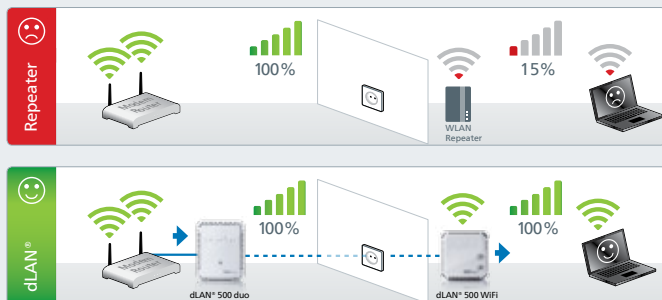 Repeater
Modem
Router
100%
WLAN
Repeater
15%
dLAN®
Modem
Router
dLAN® 500 duo
100%
dLAN® 500 WiFi
100%